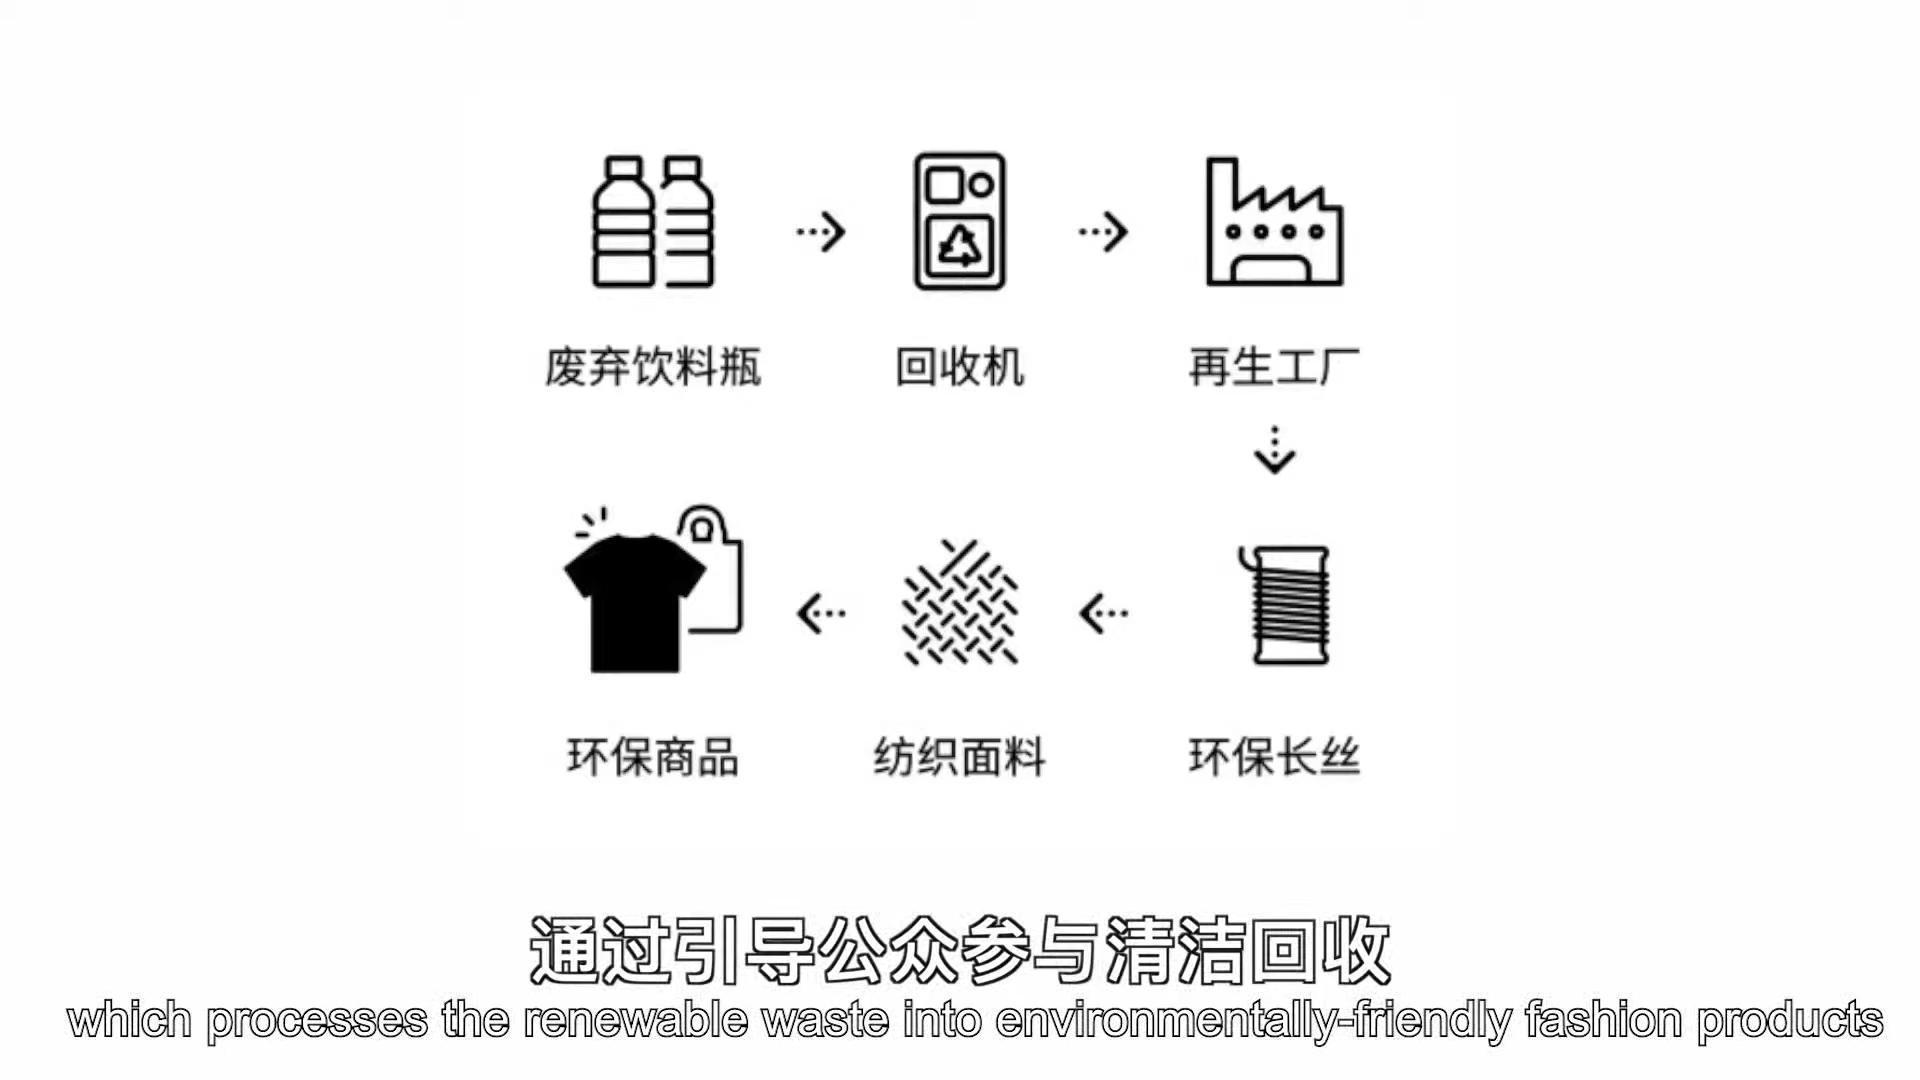 废弃饮料瓶
回收机
再生工厂
环保商品
纺织面料
环保长丝
通过引导公众参与清洁回收
which processes the renewable waste into environmentally-friendly fashion products